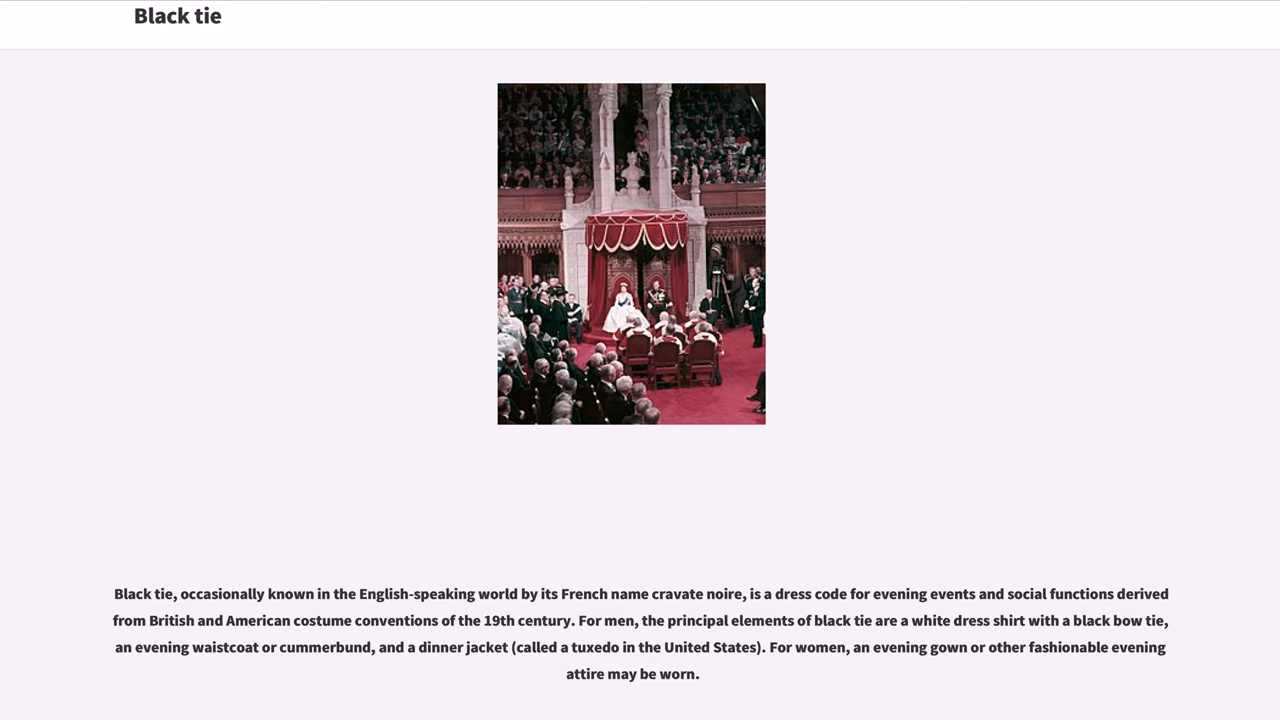 Black tie
Black tie, occasionally known in the English-speaking world by its French name cravate noire, is a dress code for evening events and social functions derived
from British and American costume conventions of the 19th century. For men, the principal elements of black tie are a white dress shirt with a black bow tie,
an evening waistcoat or cummerbund, and a dinner jacket (called a tuxedo in the United States). For women, an evening gown or other fashionable evening
attire may be worn.